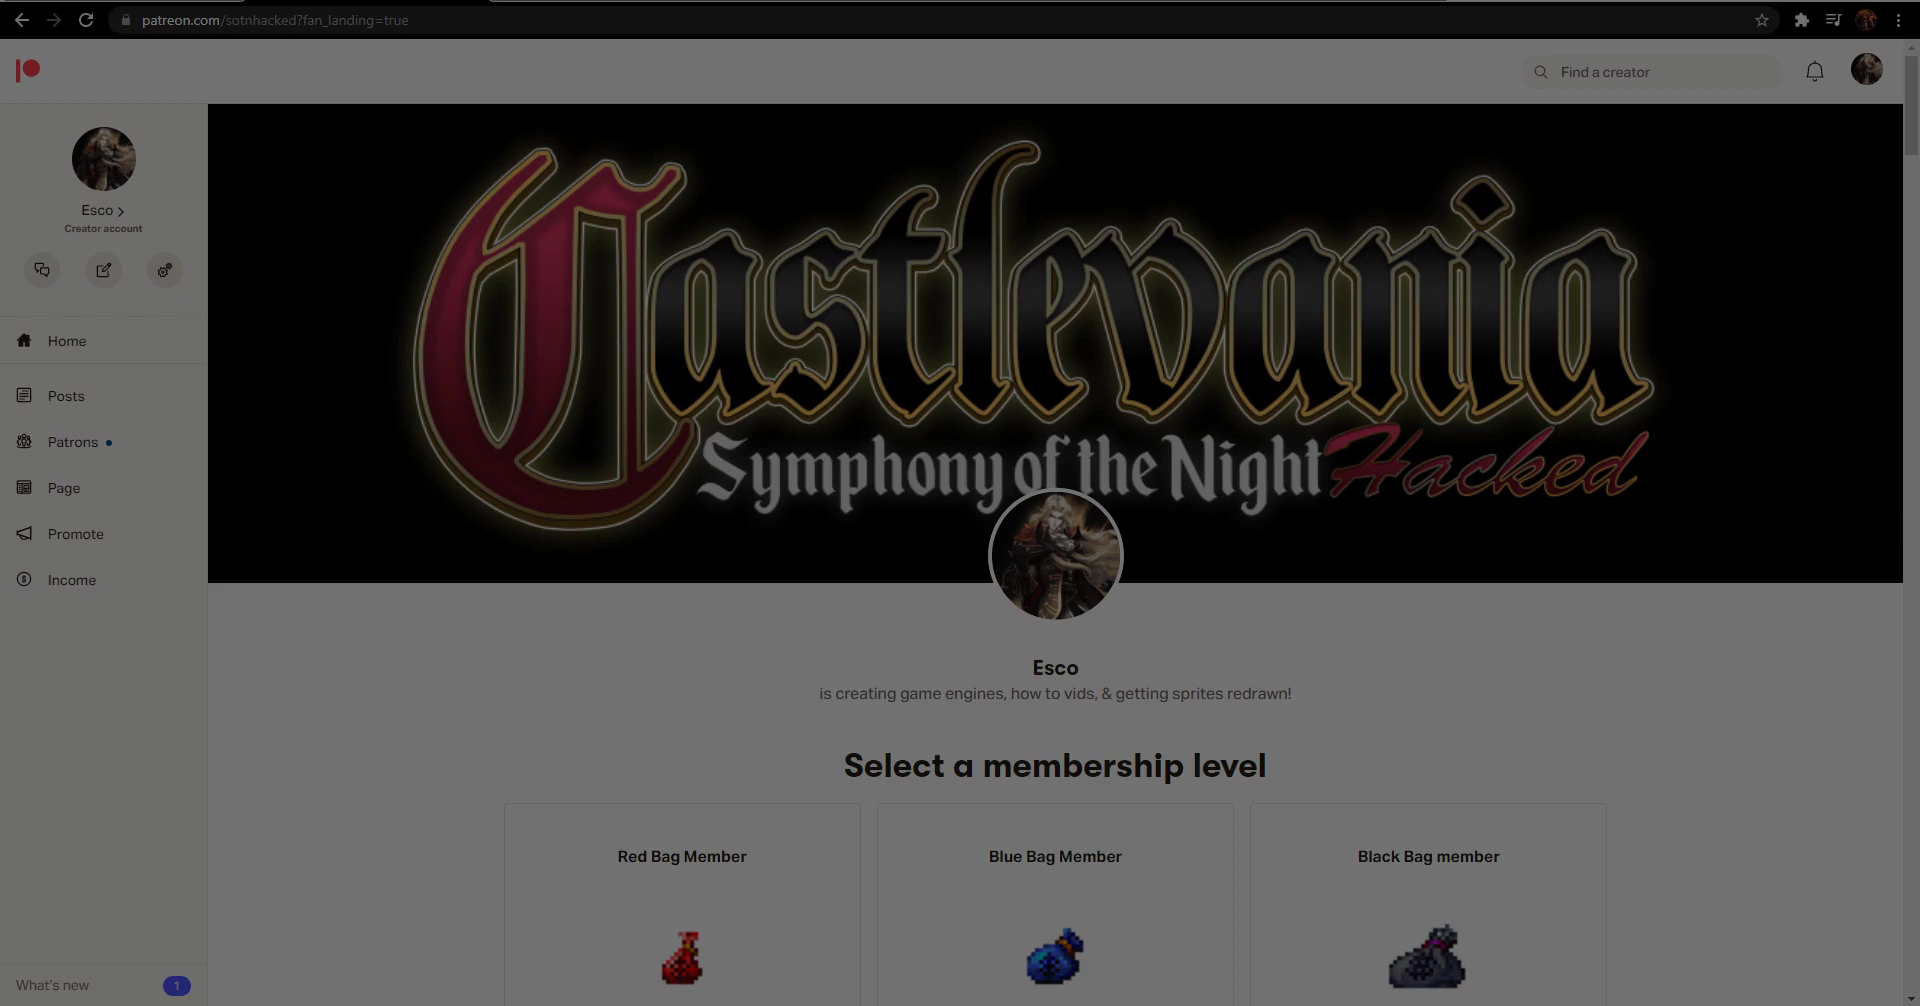 patreon.com/sotnhacked?fan_landing=true
Find a creator
Esco
Creator account
Home
Posts
Patrons
Page
Promote
Income
What's new
1
Castlevania
Symphony of the Night Hacked
Esco
is creating game engines, how to vids, & getting sprites redrawn!
Select a membership level
Red Bag Member
Blue Bag Member
Black Bag member